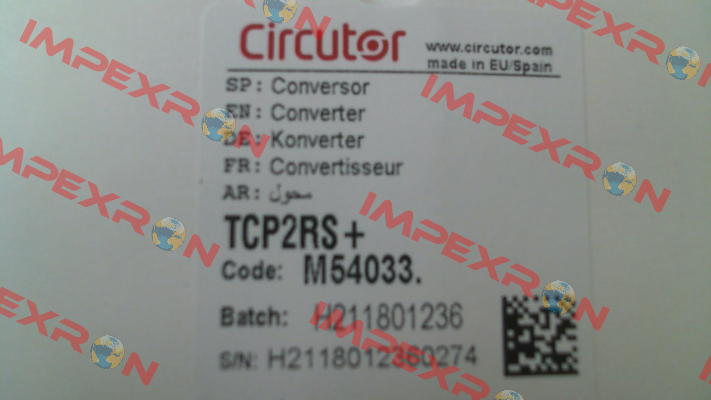 Circutor
www.circutor.com
made in EU/Spain
SP: Conversor
EN: Converter
DE: Konverter
FR: Convertisseur
AR: محول
TCP2RS+
Code: M54033.
Batch: H211801236
S/N: H2118012360274
IMPEXRON
IMPEXRON
IMPEXRON
IMPEXRON
IMPEXRON
IMPEXRON